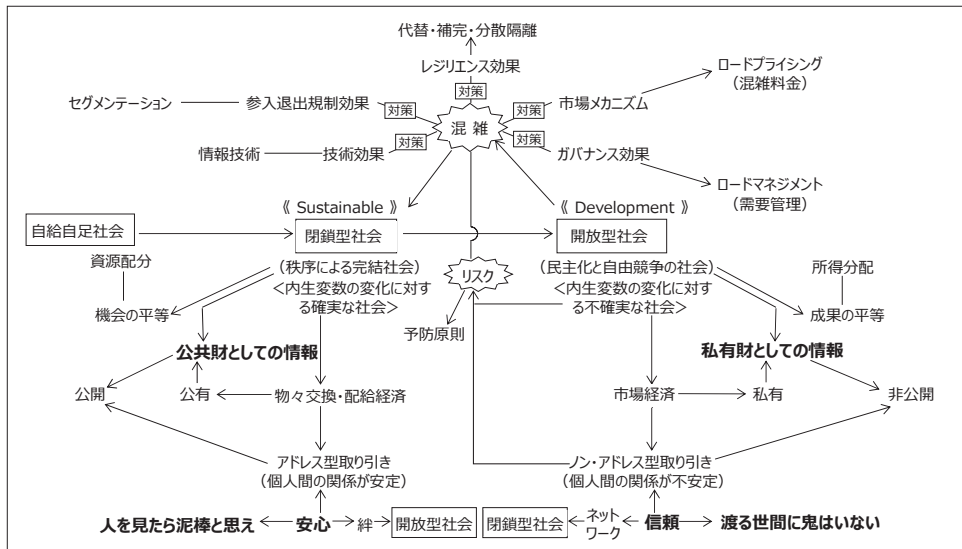 代替・補完・分散隔離
レジリエンス効果
ロードプライシング
（混雑料金）
対策
セグメンテーション
参入退出規制効果
対策
対策
市場メカニズム
混 雑
情報技術
技術効果
対策
対策
ガバナンス効果
ロードマネジメント
（需要管理）
《 Sustainable 》
《 Development 》
自給自足社会
閉鎖型社会
開放型社会
資源配分
（秩序による完結社会）
リスク
（民主化と自由競争の社会）
所得分配
＜内生変数の変化に対す
る確実な社会＞
＜内生変数の変化に対す
る不確実な社会＞
機会の平等
予防原則
成果の平等
公共財としての情報
私有財としての情報
公開
公有
物々交換・配給経済
市場経済
私有
非公開
アドレス型取り引き
（個人間の関係が安定）
ノン・アドレス型取り引き
（個人間の関係が不安定）
人を見たら泥棒と思え
安心
絆
開放型社会
閉鎖型社会
ネット
ワーク
信頼
渡る世間に鬼はいない